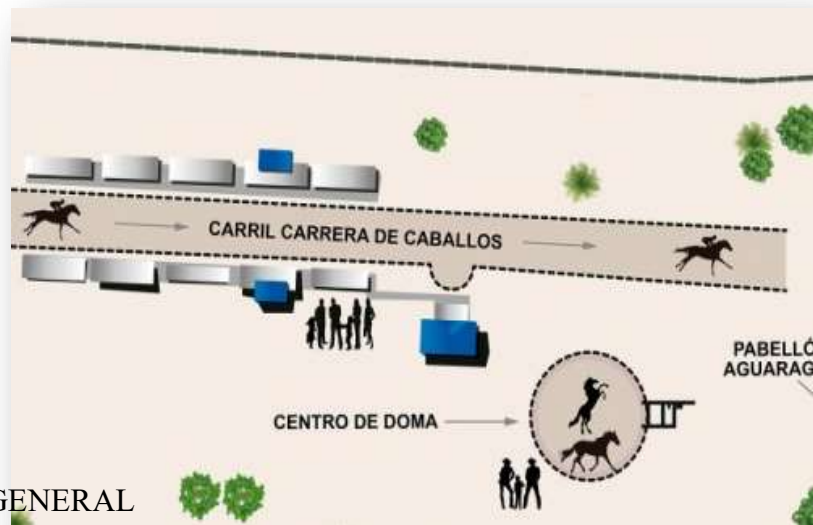 CARRIL CARRERA DE CABALLOS
PABELLÓ
AGUARAG
CENTRO DE DOMA
GENERAL